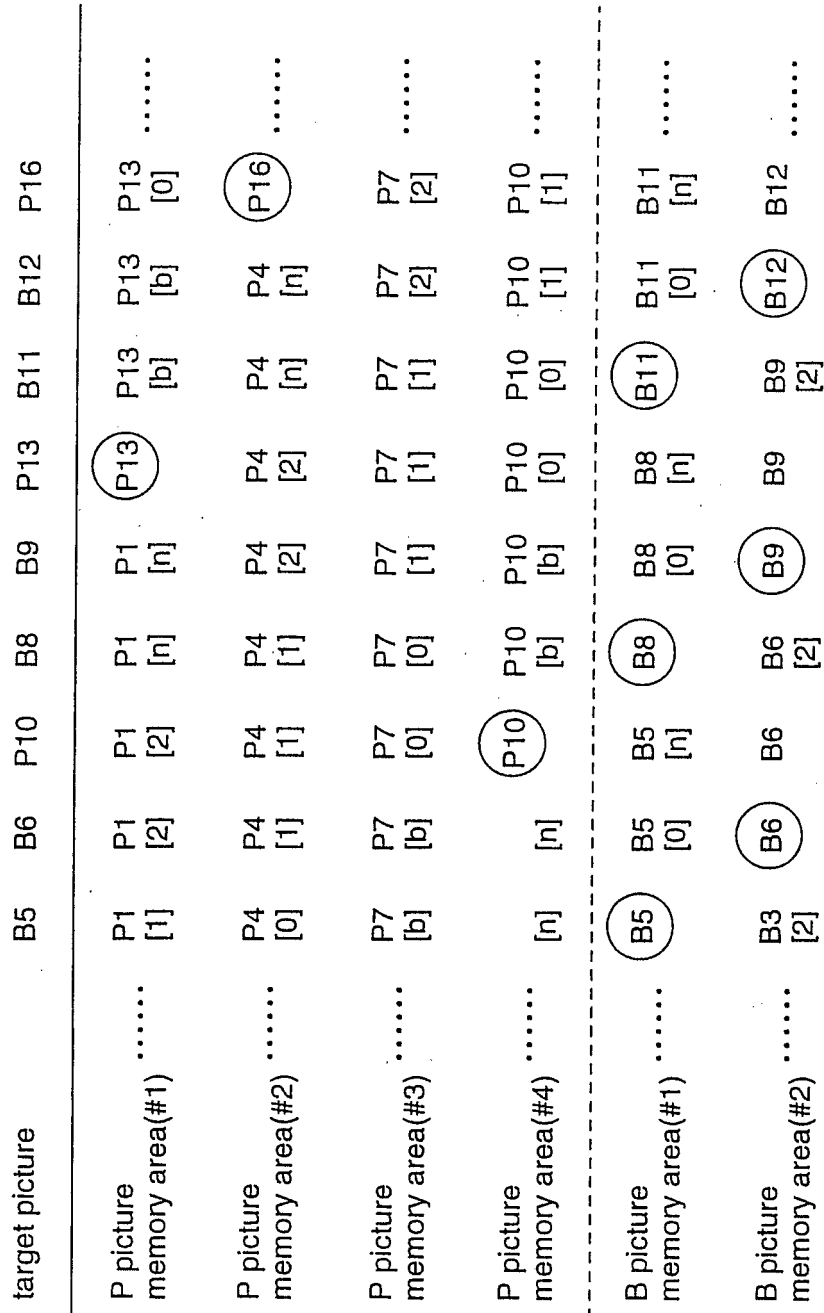 target picture B5 B6 P10 B8 B9 P13 B11 B12 P16
P picture ...... P1 P1 P1 P1 P1 P13 P13 P13 P13 ......
memory area(#1) [1] [2] [2] [n] [n] [b] [b] [0]
P picture ...... P4 P4 P4 P4 P4 P4 P4 P4 P16 ......
memory area(#2) [0] [1] [1] [1] [2] [2] [n] [n]
P picture ...... P7 P7 P7 P7 P7 P7 P7 P7 P7 ......
memory area(#3) [b] [b] [0] [0] [1] [1] [1] [2] [2]
P picture ...... P10 P10 P10 P10 P10 P10 P10 ......
memory area(#4) [n] [n] [b] [b] [0] [0] [1] [1]
B picture ...... B5 B5 B5 B8 B8 B8 B11 B11 B11 ......
memory area(#1) [0] [n] [0] [n] [0] [n]
B picture ...... B3 B6 B6 B6 B9 B9 B9 B12 B12 ......
memory area(#2) [2] [2] [2]